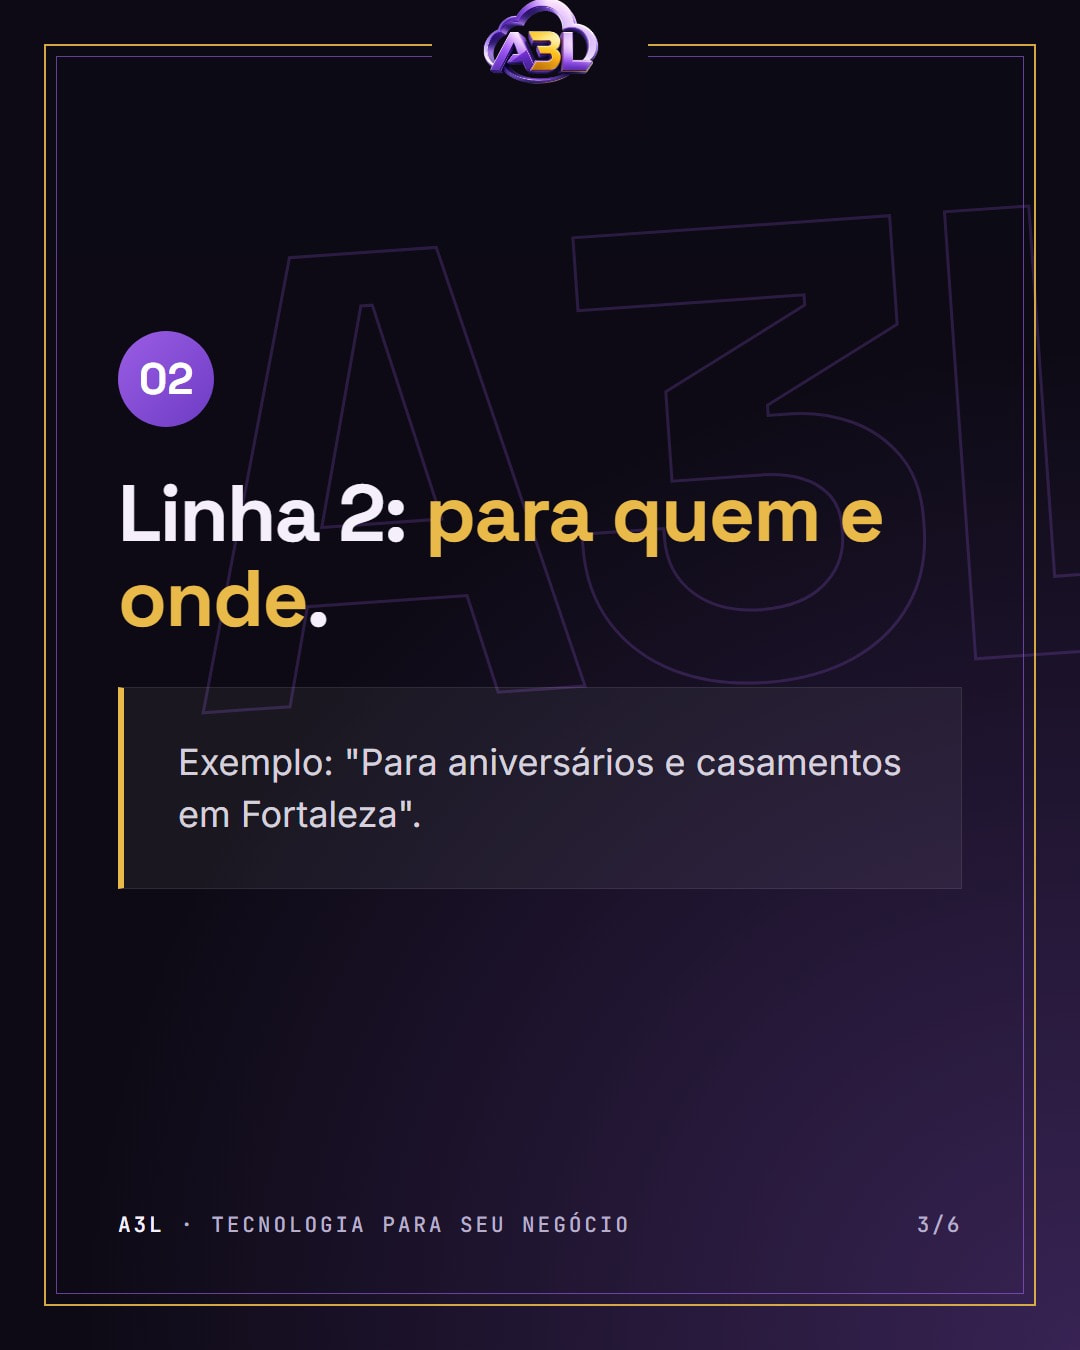 A3L
A3L
02
Linha 2: para quem e
onde.
Exemplo: "Para aniversários e casamentos
em Fortaleza".
A3L · TECNOLOGIA PARA SEU NEGÓCIO
3/6